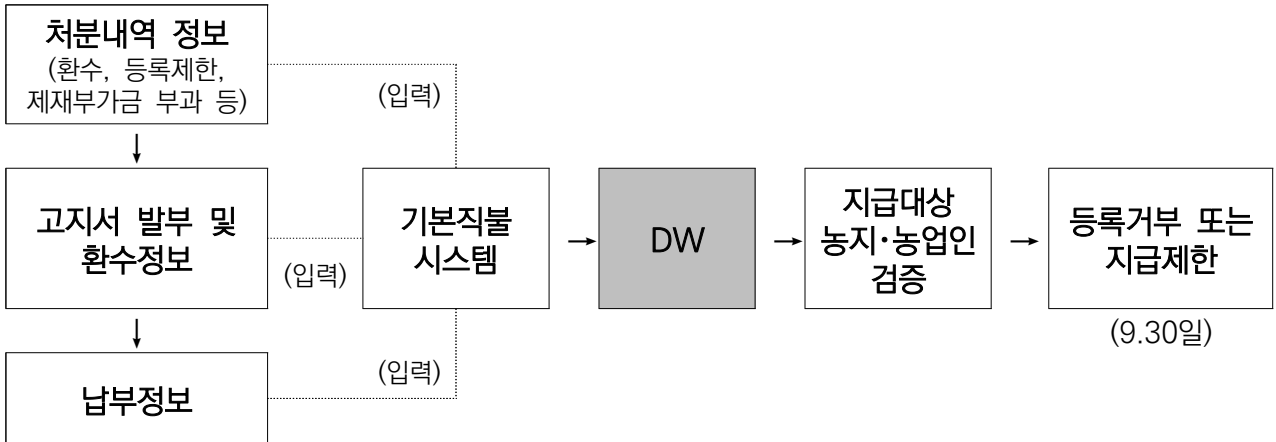 처분내역 정보
(환수, 등록제한,
제재부가금 부과 등)
(입력)
고지서 발부 및
환수정보
(입력)
기본직불
시스템
DW
지급대상
농지·농업인
검증
등록거부 또는
지급제한
(9.30일)
납부정보
(입력)